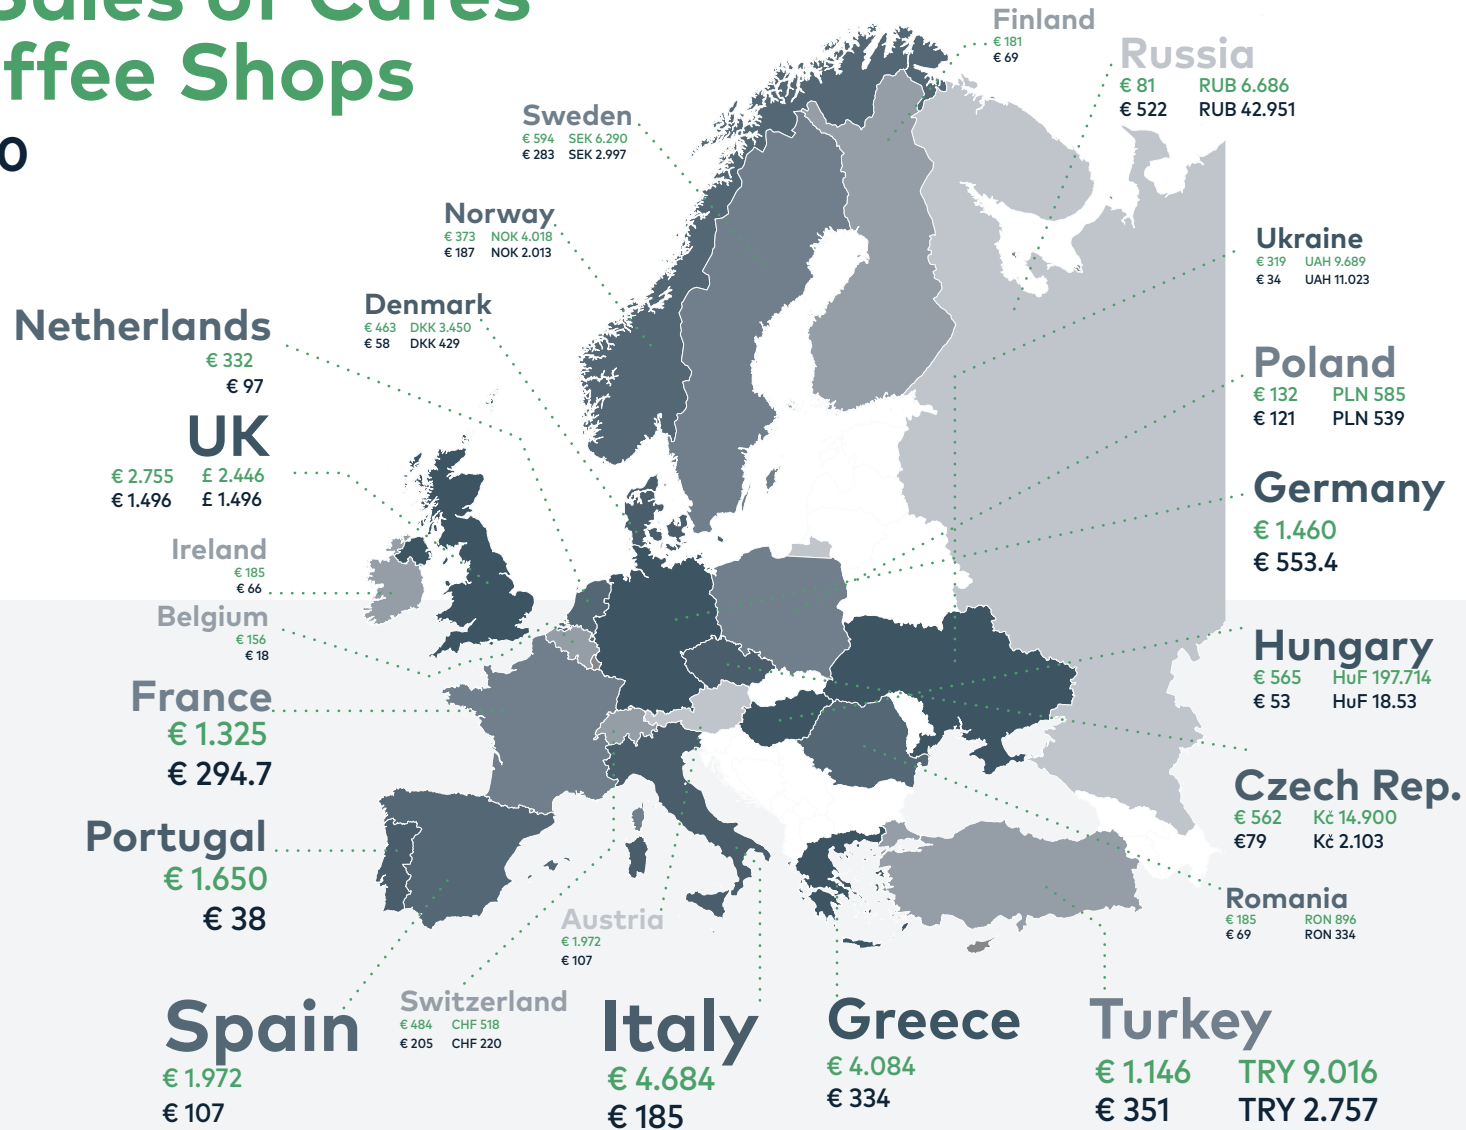 Sales of Cafés
ffee Shops
0
Finland
€ 181
€ 69
Russia
€ 81 RUB 6.686
€ 522 RUB 42.951
Sweden
€ 594 SEK 6.290
€ 283 SEK 2.997
Norway
€ 373 NOK 4.018
€ 187 NOK 2.013
Ukraine
€ 319 UAH 9.689
€ 34 UAH 11.023
Denmark
€ 463 DKK 3.450
€ 58 DKK 429
Netherlands
€ 332
€ 97
Poland
€ 132 PLN 585
€ 121 PLN 539
UK
€ 2.755 £ 2.446
€ 1.496 £ 1.496
Germany
€ 1.460
€ 553.4
Ireland
€ 185
€ 66
Belgium
€ 156
€ 18
Hungary
€ 565 HuF 197.714
€ 53 HuF 18.53
France
€ 1.325
€ 294.7
Czech Rep.
€ 562 Kč 14.900
€79 Kč 2.103
Portugal
€ 1.650
€ 38
Romania
€ 185 RON 896
€ 69 RON 334
Austria
€ 1.972
€ 107
Spain
€ 1.972
€ 107
Switzerland
€ 484 CHF 518
€ 205 CHF 220
Italy
€ 4.684
€ 185
Greece
€ 4.084
€ 334
Turkey
€ 1.146 TRY 9.016
€ 351 TRY 2.757